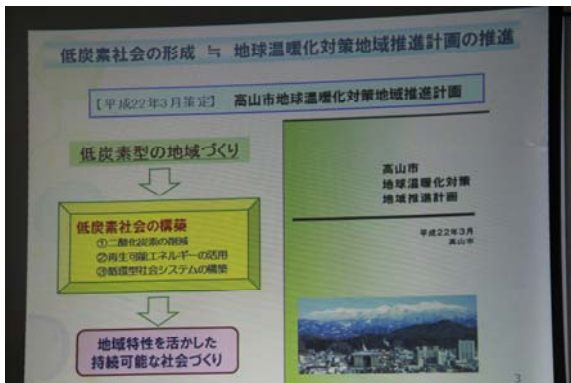 低炭素社会の形成 ≒ 地球温暖化対策地域推進計画の推進
【平成22年3月策定】 高山市地球温暖化対策地域推進計画
低炭素型の地域づくり
低炭素社会の構築
①二酸化炭素の削減
②再生可能エネルギーの活用
③循環型社会システムの構築
地域特性を活かした
持続可能な社会づくり
高山市
地球温暖化対策
地域推進計画
平成22年3月
高山市
3